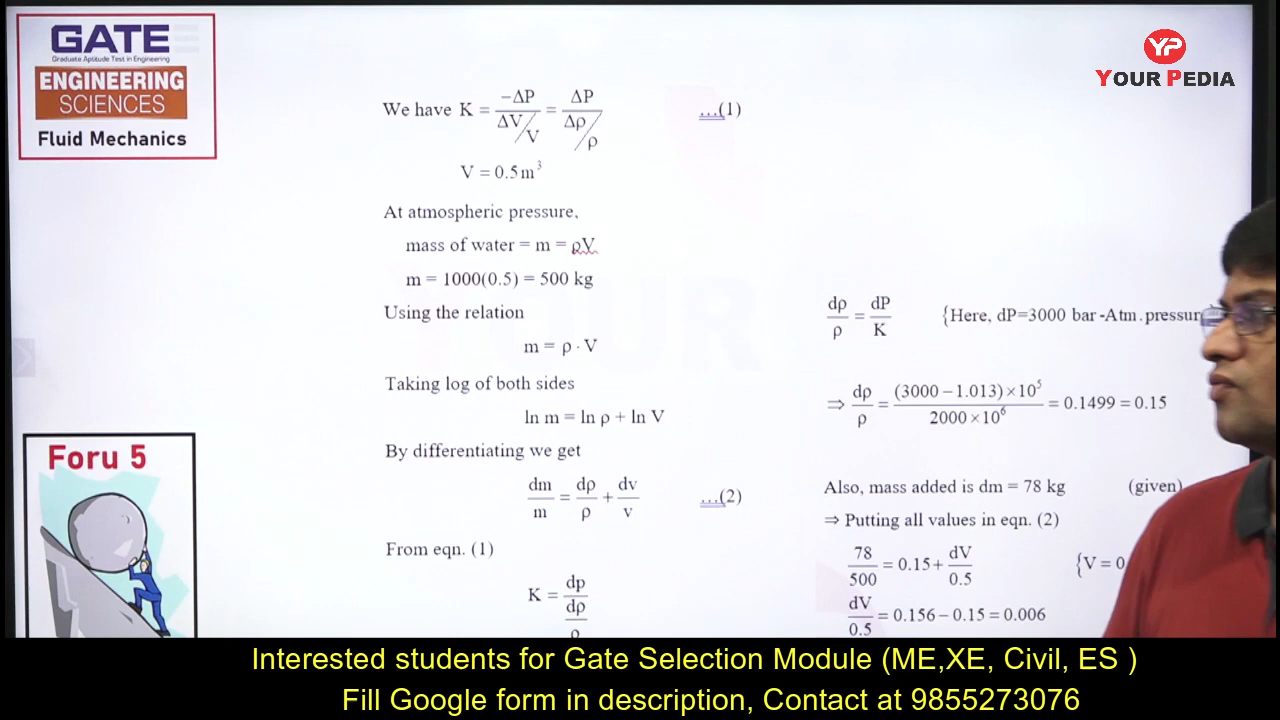 GATE
Graduate Aptitude Test in Engineering
ENGINEERING
SCIENCES
Fluid Mechanics
YP
YOUR PEDIA
We have K = −ΔP / (ΔV/V) = ΔP / (Δρ/ρ) ...(1)
V = 0.5m³
At atmospheric pressure,
mass of water = m = ρV
m = 1000(0.5) = 500 kg
Using the relation
m = ρ · V
Taking log of both sides
ln m = ln ρ + ln V
By differentiating we get
dm/m = dρ/ρ + dv/v ...(2)
From eqn. (1)
K = dp / (dρ/ρ)
dρ/ρ = dP/K {Here, dP=3000 bar -Atm. pressur
⇒ dρ/ρ = (3000 − 1.013) × 10⁵ / 2000 × 10⁶ = 0.1499 = 0.15
Also, mass added is dm = 78 kg (given)
⇒ Putting all values in eqn. (2)
78/500 = 0.15 + dV/0.5 {V = 0
dV/0.5 = 0.156 − 0.15 = 0.006
Foru 5
Interested students for Gate Selection Module (ME,XE, Civil, ES )
Fill Google form in description, Contact at 9855273076